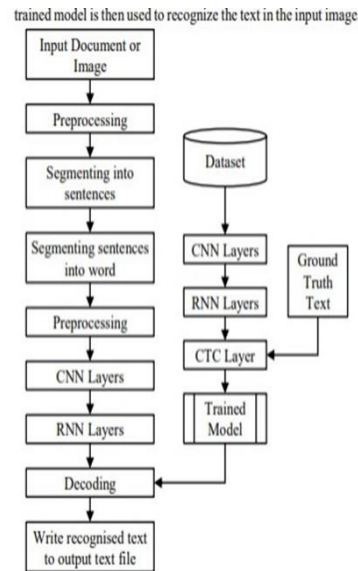 trained model is then used to recognize the text in the input image
Input Document or
Image
Preprocessing
Segmenting into
sentences
Segmenting sentences
into word
Preprocessing
CNN Layers
RNN Layers
Decoding
Write recognised text
to output text file
Dataset
CNN Layers
RNN Layers
CTC Layer
Trained
Model
Ground
Truth
Text